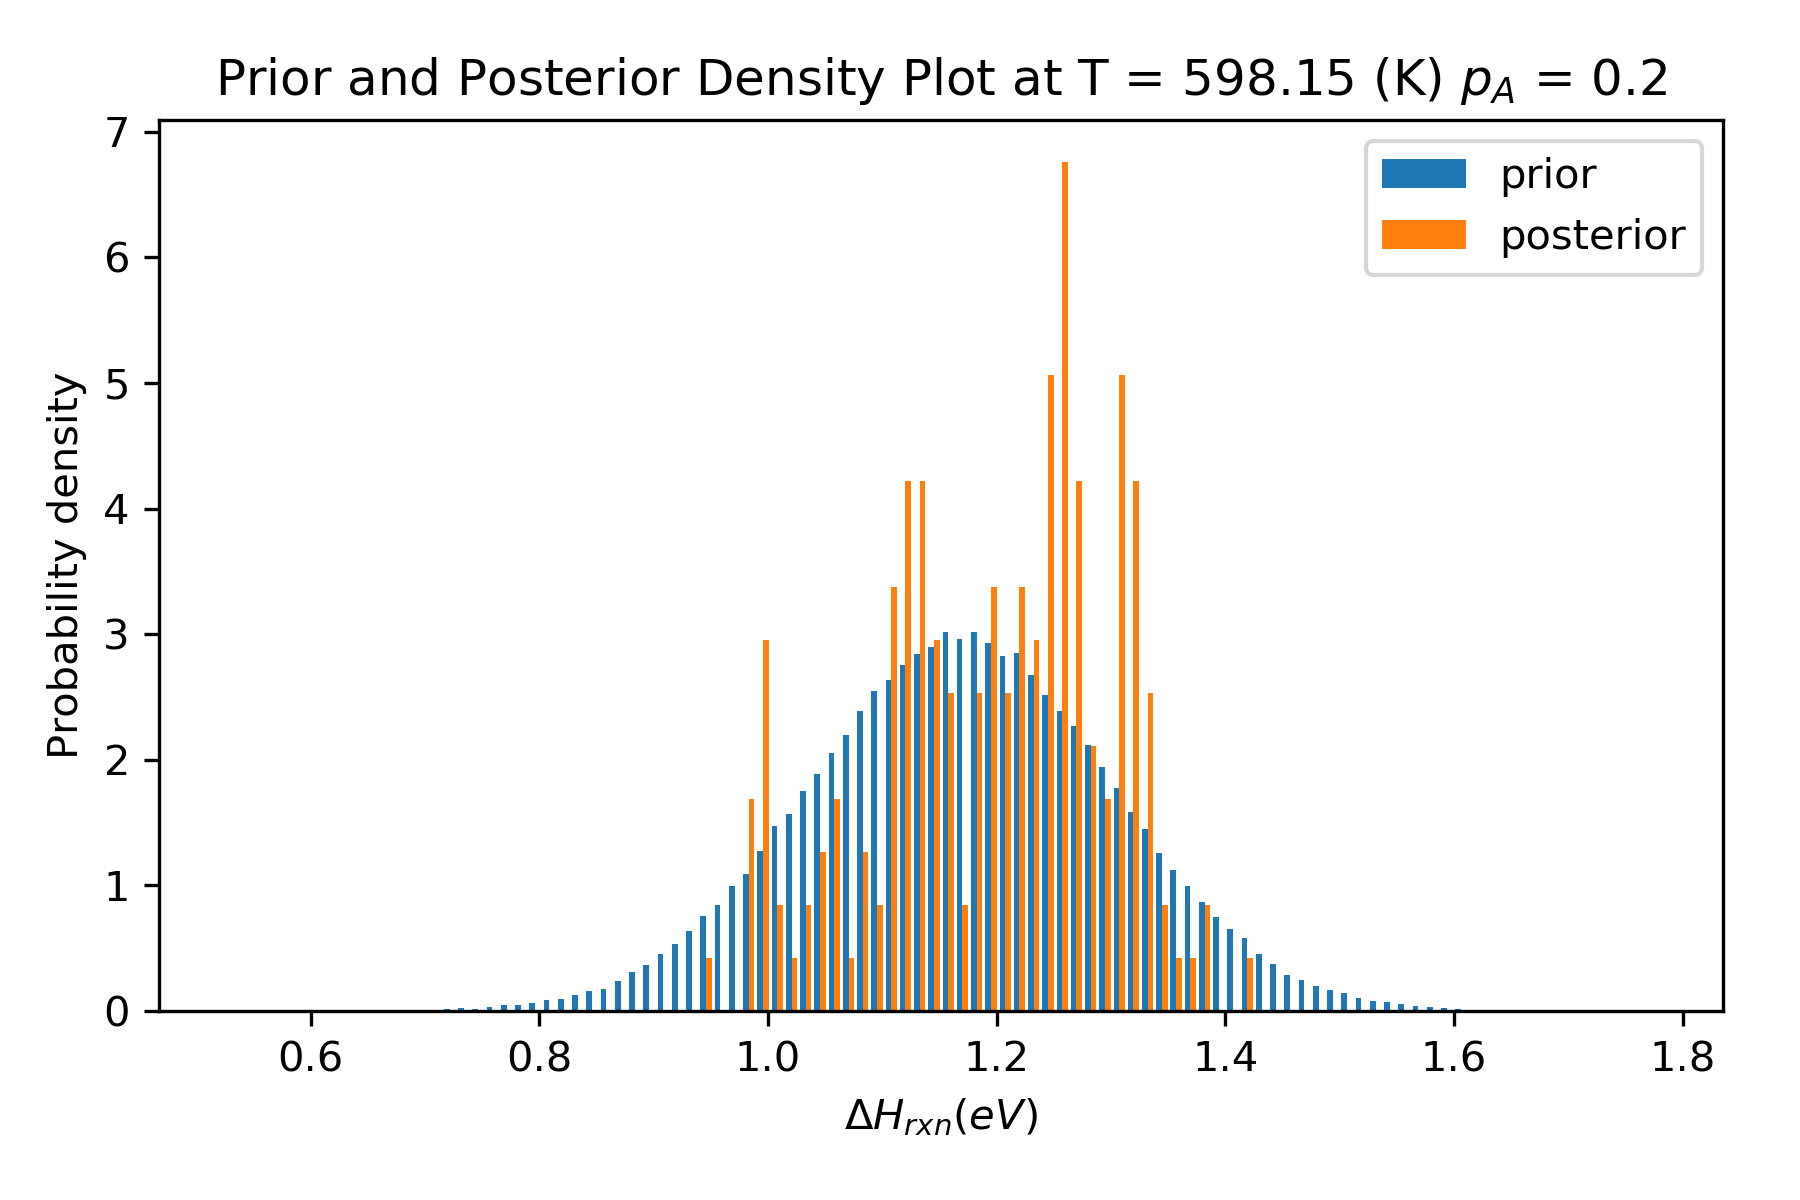 Prior and Posterior Density Plot at T = 598.15 (K) p_A = 0.2
prior
posterior
7
6
5
4
3
2
1
0
Probability density
0.6 0.8 1.0 1.2 1.4 1.6 1.8
ΔH_rxn(eV)